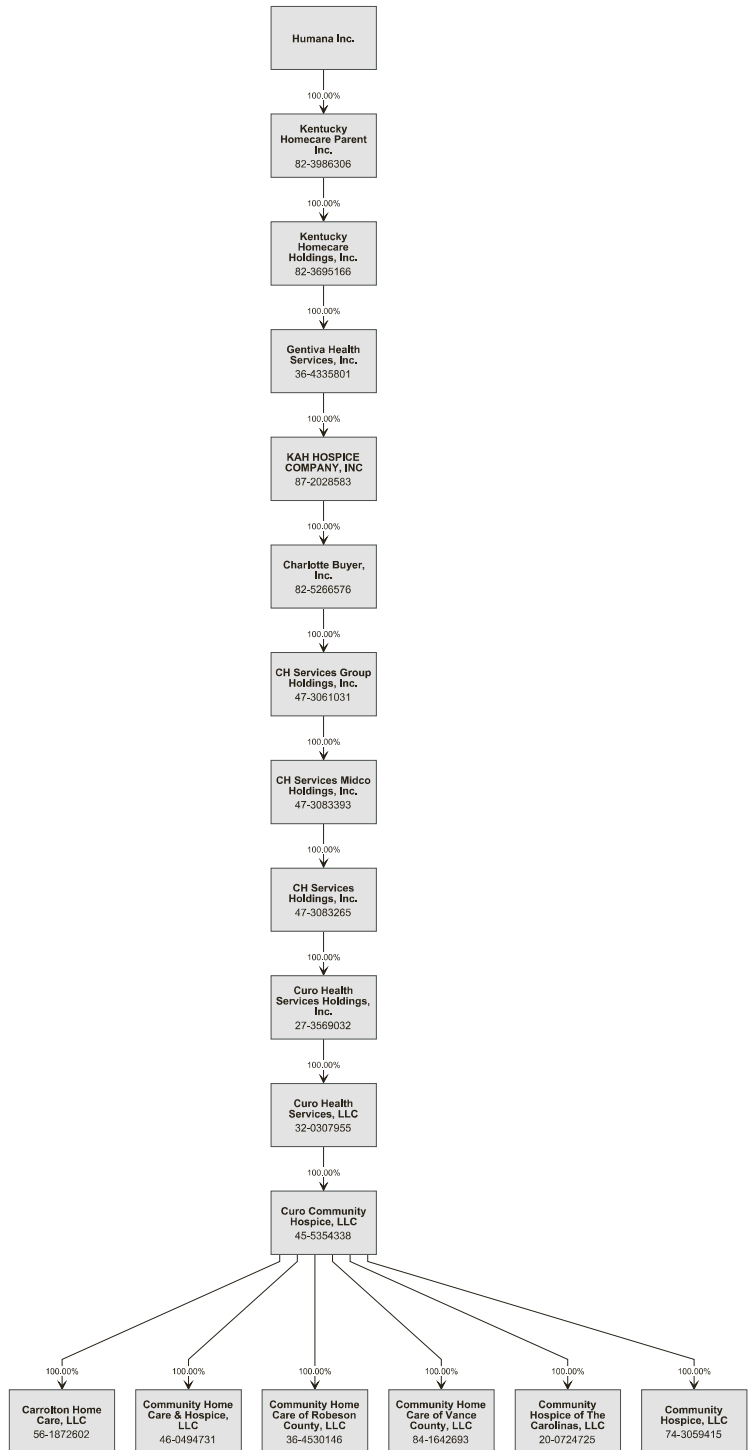 Humana Inc.
100.00%
Kentucky
Homecare Parent
Inc.
82-3986306
100.00%
Kentucky
Homecare
Holdings, Inc.
82-3695166
100.00%
Gentiva Health
Services, Inc.
36-4335801
100.00%
KAH HOSPICE
COMPANY, INC
87-2028583
100.00%
Charlotte Buyer,
Inc.
82-5266576
100.00%
CH Services Group
Holdings, Inc.
47-3061031
100.00%
CH Services Midco
Holdings, Inc.
47-3083393
100.00%
CH Services
Holdings, Inc.
47-3083265
100.00%
Curo Health
Services Holdings,
Inc.
27-3569032
100.00%
Curo Health
Services, LLC
32-0307955
100.00%
Curo Community
Hospice, LLC
45-5354338
100.00%
Carrolton Home
Care, LLC
56-1872602
100.00%
Community Home
Care & Hospice,
LLC
46-0494731
100.00%
Community Home
Care of Robeson
County, LLC
36-4530146
100.00%
Community Home
Care of Vance
County, LLC
84-1642693
100.00%
Community
Hospice of The
Carolinas, LLC
20-0724725
100.00%
Community
Hospice, LLC
74-3059415